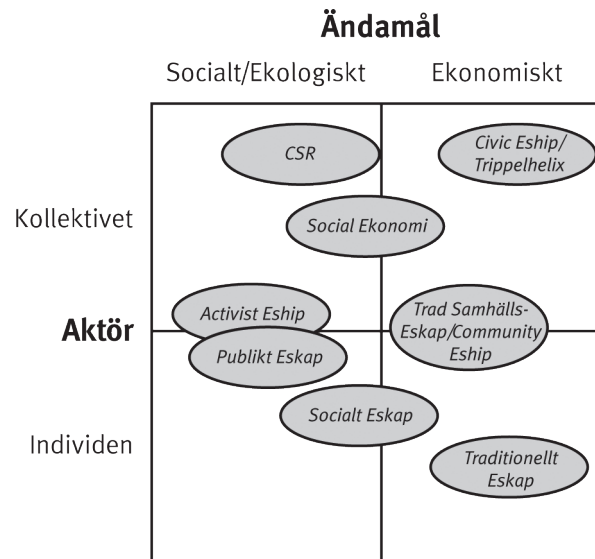 Ändamål
Socialt/Ekologiskt
Ekonomiskt
CSR
Civic Eship/
Trippelhelix
Kollektivet
Social Ekonomi
Activist Eship
Trad Samhälls-
Eskap/Community
Eship
Aktör
Publikt Eskap
Socialt Eskap
Individen
Traditionellt
Eskap